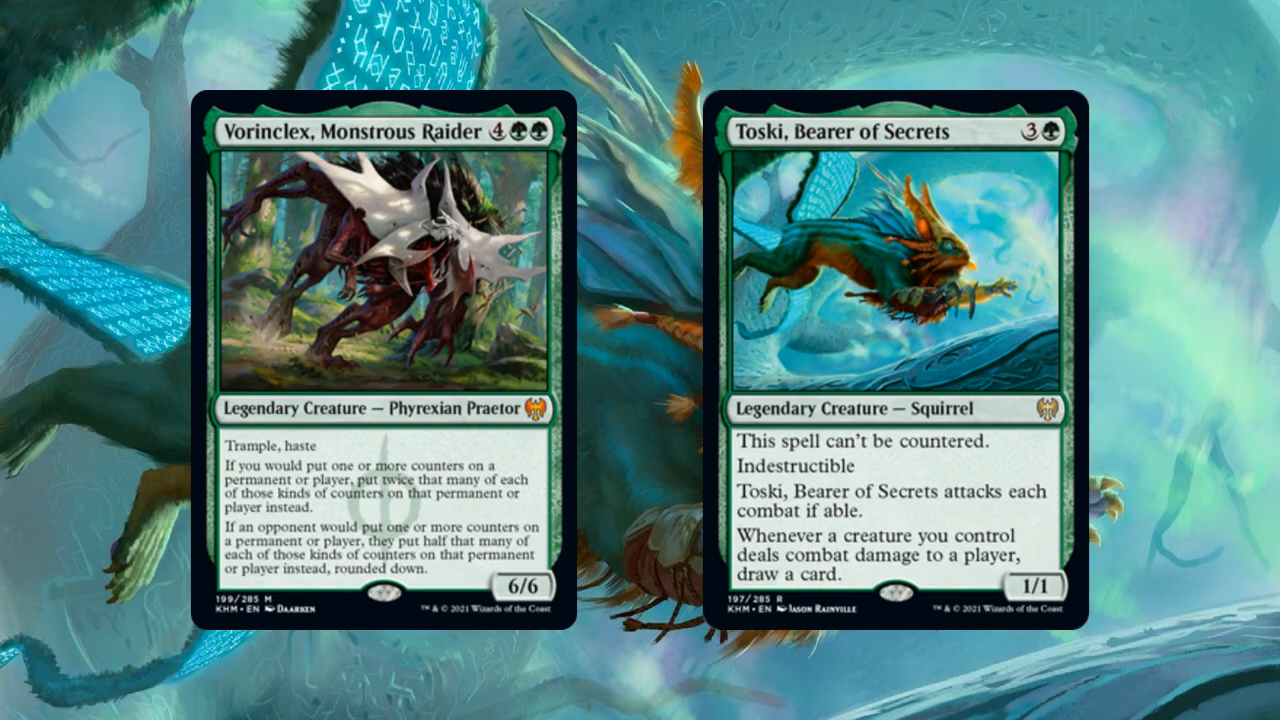 Vorinclex, Monstrous Raider 4
Legendary Creature — Phyrexian Praetor
Trample, haste
If you would put one or more counters on a
permanent or player, put twice that many of each
of those kinds of counters on that permanent or
player instead.
If an opponent would put one or more counters on
a permanent or player, they put half that many of
each of those kinds of counters on that permanent
or player instead, rounded down.
6/6
199/285 M
KHM • EN Daarken
™ & © 2021 Wizards of the Coast
Toski, Bearer of Secrets 3
Legendary Creature — Squirrel
This spell can't be countered.
Indestructible
Toski, Bearer of Secrets attacks each
combat if able.
Whenever a creature you control
deals combat damage to a player,
draw a card.
1/1
197/285 R
KHM • EN Jason Rainville
™ & © 2021 Wizards of the Coast